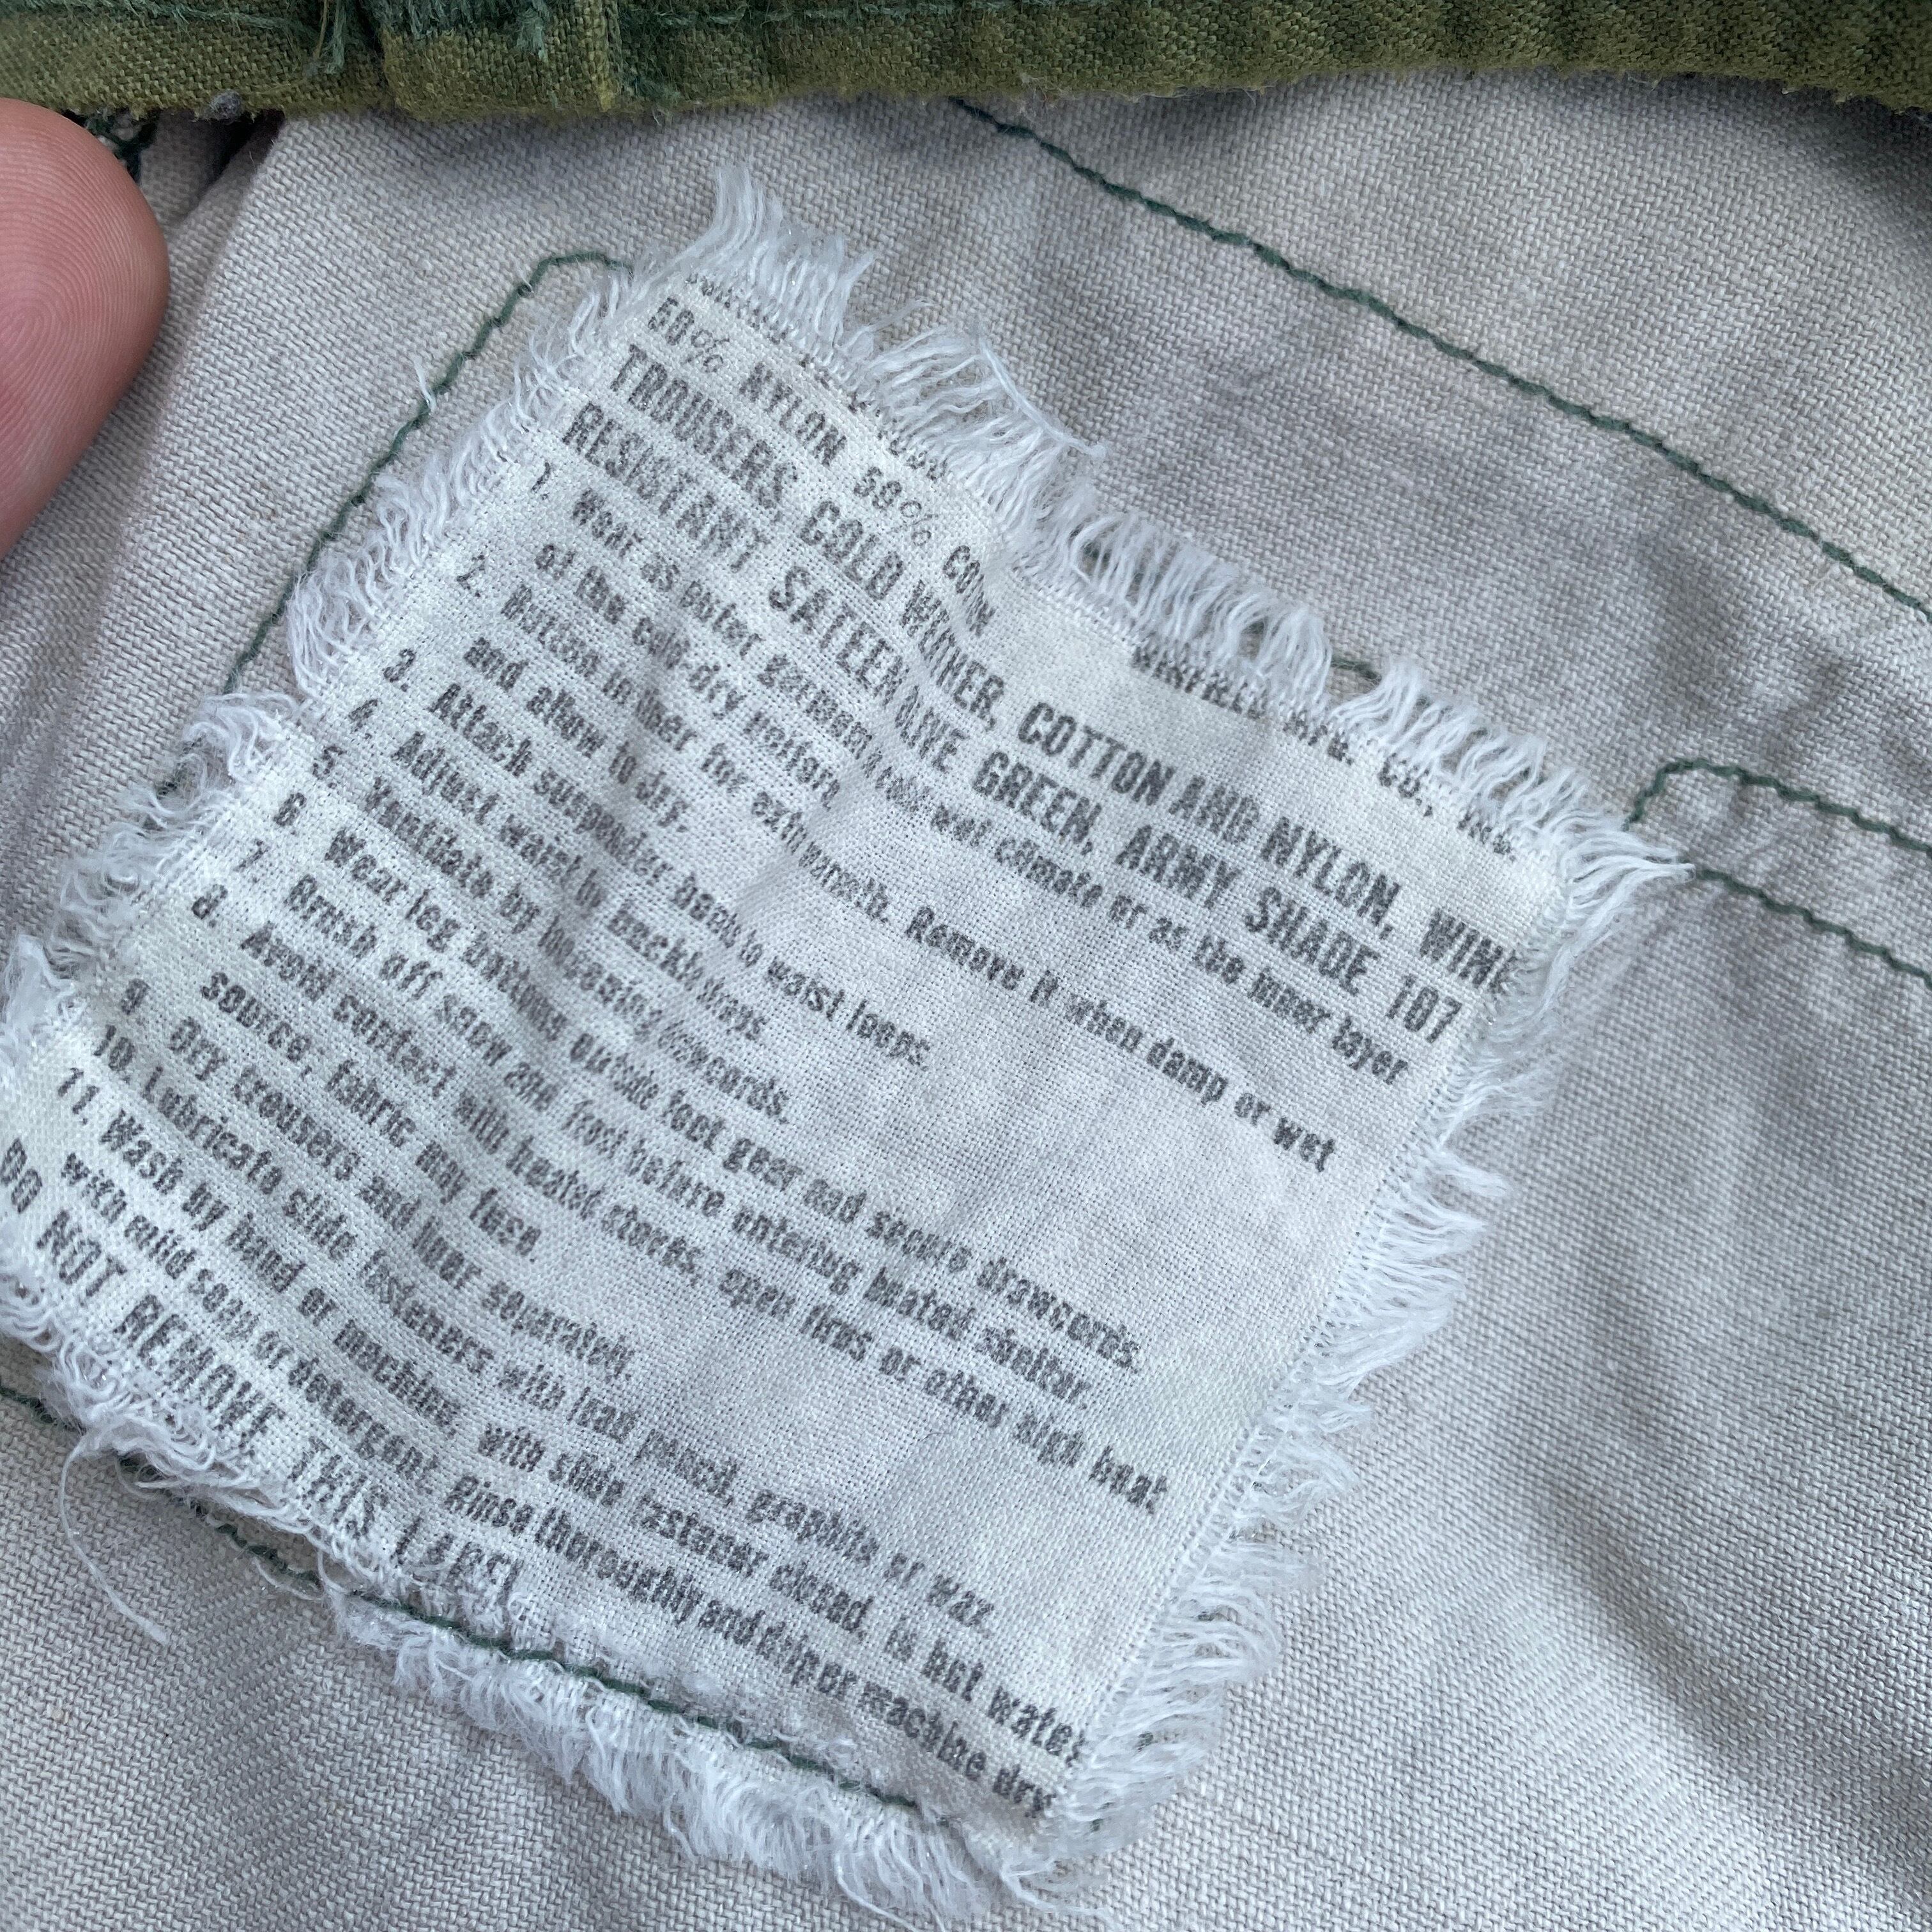 MFG. CO., INC.
50% NYLON 50%
TROUSERS, COLD WEATHER, COTTON AND NYLON, WIN
RESISTANT SATEEN OLIVE GREEN, ARMY SHADE 107
1. Wear as outer garment in cold wet climate or as the inner layer
of the cold-dry uniform.
2. Button in liner for extra warmth. Remove it when damp or wet
and allow to dry.
3. Attach suspender to waist loops.
4. Adjust waist by buckle straps.
5. Ventilate by loosening drawcords.
6. Wear leg bottoms outside foot gear and secure drawcords.
7. Brush off snow and frost before entering heated shelter.
8. Avoid contact with heated stoves, open fires or other high heat
source, fabric may fuse.
9. Dry trousers and liner separately.
10. Lubricate slide fasteners with lead pencil, graphite or wax.
11. Wash by hand or machine, with slide fastener closed, in hot water
with mild soap or detergent. Rinse thoroughly and drip or machine dry.
DO NOT REMOVE THIS LABEL